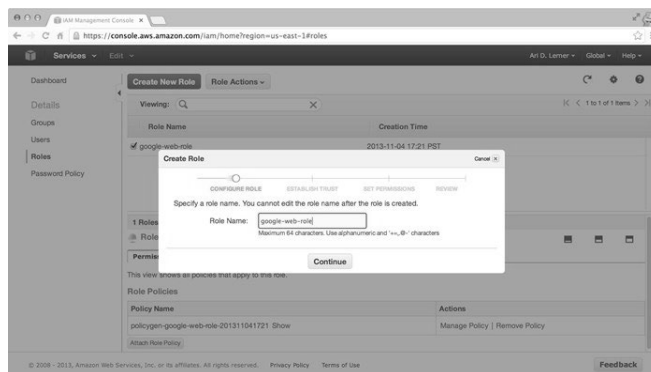 IAM Management Console
https://console.aws.amazon.com/iam/home?region=us-east-1#roles
Services Edit Ari D. Lerner Global Help
Dashboard
Details
Groups
Users
Roles
Password Policy
Create New Role Role Actions
Viewing: 1 to 1 of 1 Items
Role Name Creation Time
google-web-role 2013-11-04 17:21 PST
Create Role Cancel
CONFIGURE ROLE ESTABLISH TRUST SET PERMISSIONS REVIEW
Specify a role name. You cannot edit the role name after the role is created.
Role Name: google-web-role
Maximum 64 characters. Use alphanumeric and '+=,.@-' characters
Continue
1 Roles
Role
Permis
This view shows all policies that apply to this role.
Role Policies
Policy Name Actions
policygen-google-web-role-201311041721 Show Manage Policy | Remove Policy
Attach Role Policy
© 2008 - 2013, Amazon Web Services, Inc. or its affiliates. All rights reserved. Privacy Policy Terms of Use Feedback